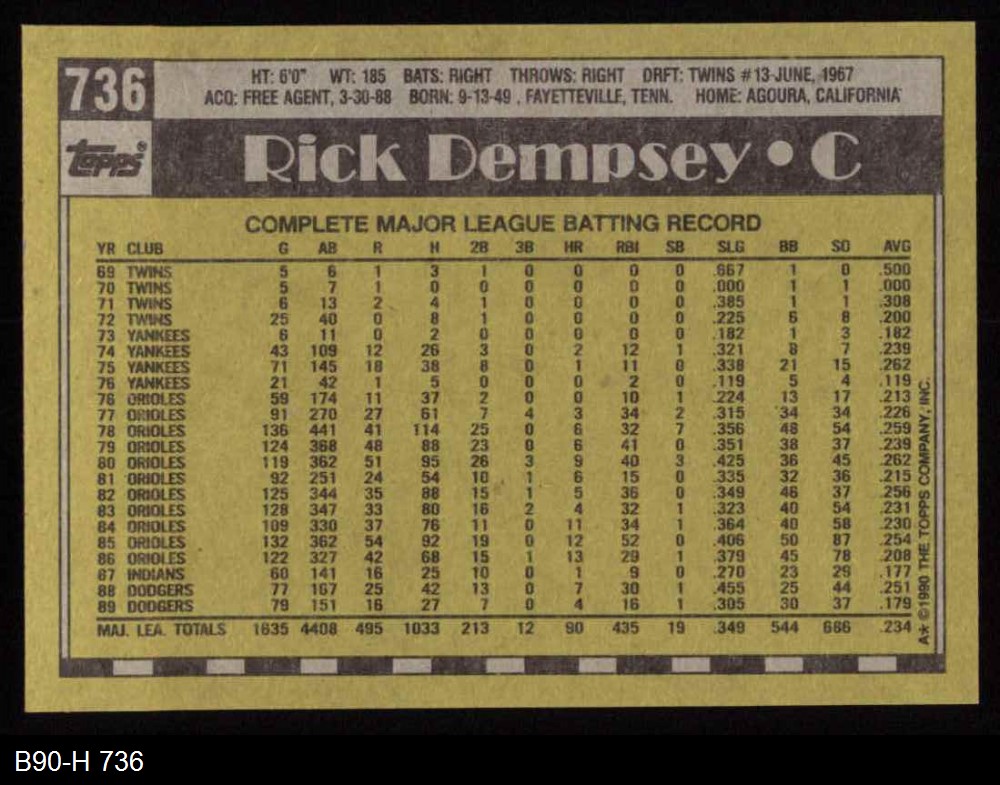 736
HT: 6'0" WT: 185 BATS: RIGHT THROWS: RIGHT DRFT: TWINS #13-JUNE, 1967
ACQ: FREE AGENT, 3-30-88 BORN: 9-13-49 , FAYETTEVILLE, TENN. HOME: AGOURA, CALIFORNIA
topps®
Rick Dempsey • C
COMPLETE MAJOR LEAGUE BATTING RECORD
YR CLUB G AB R H 2B 3B HR RBI SB SLG BB SO AVG
69 TWINS 5 6 1 3 1 0 0 0 0 .667 1 0 .500
70 TWINS 5 7 1 0 0 0 0 0 0 .000 1 1 .000
71 TWINS 6 13 2 4 1 0 0 0 0 .385 1 1 .308
72 TWINS 25 40 0 8 1 0 0 0 0 .225 6 8 .200
73 YANKEES 6 11 0 2 0 0 0 0 0 .182 1 3 .182
74 YANKEES 43 109 12 26 3 0 2 12 1 .321 8 7 .239
75 YANKEES 71 145 18 38 8 0 1 11 0 .338 21 15 .262
76 YANKEES 21 42 1 5 0 0 0 2 0 .119 5 4 .119
76 ORIOLES 59 174 11 37 2 0 0 10 1 .224 13 17 .213
77 ORIOLES 91 270 27 61 7 4 3 34 2 .315 34 34 .226
78 ORIOLES 136 441 41 114 25 0 6 32 7 .356 48 54 .259
79 ORIOLES 124 368 48 88 23 0 6 41 0 .351 38 37 .239
80 ORIOLES 119 362 51 95 26 3 9 40 3 .425 36 45 .262
81 ORIOLES 92 251 24 54 10 1 6 15 0 .335 32 36 .215
82 ORIOLES 125 344 35 88 15 1 5 36 0 .349 46 37 .256
83 ORIOLES 128 347 33 80 16 2 4 32 1 .323 40 54 .231
84 ORIOLES 109 330 37 76 11 0 11 34 1 .364 40 58 .230
85 ORIOLES 132 362 54 92 19 0 12 52 0 .406 50 87 .254
86 ORIOLES 122 327 42 68 15 1 13 29 1 .379 45 78 .208
87 INDIANS 60 141 16 25 10 0 1 9 0 .270 23 29 .177
88 DODGERS 77 167 25 42 13 0 7 30 1 .455 25 44 .251
89 DODGERS 79 151 16 27 7 0 4 16 1 .305 30 37 .179
MAJ. LEA. TOTALS 1635 4408 495 1033 213 12 90 435 19 .349 544 686 .234
A* ©1990 THE TOPPS COMPANY, INC.
B90-H 736